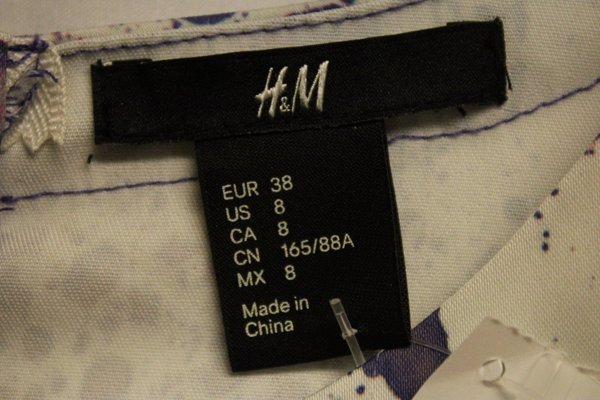 H&M
EUR 38
US 8
CA 8
CN 165/88A
MX 8
Made in
China